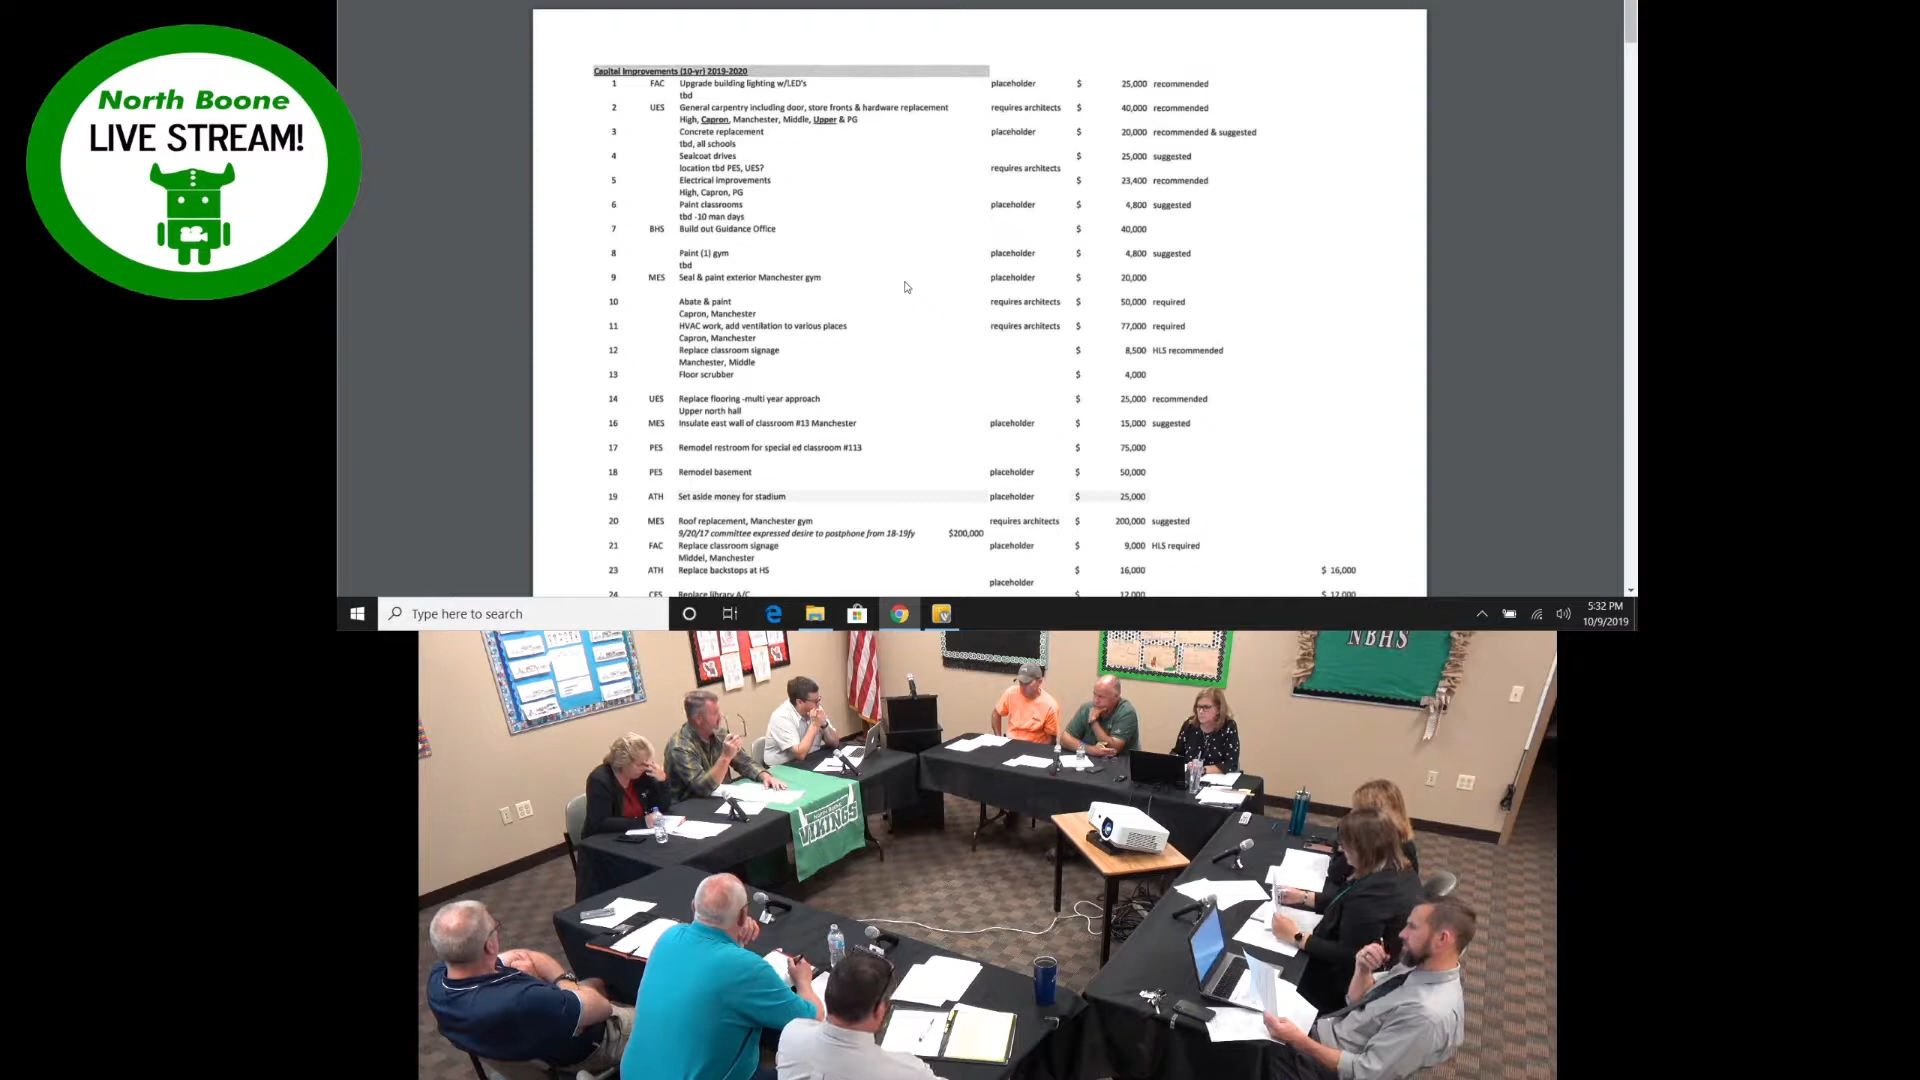 North Boone
LIVE STREAM!
Capital Improvements (10-yr) 2019-2020
1 FAC Upgrade building lighting w/LED's placeholder $ 25,000 recommended
tbd
2 UES General carpentry including door, store fronts & hardware replacement requires architects $ 40,000 recommended
High, Capron, Manchester, Middle, Upper & PG
3 Concrete replacement placeholder $ 20,000 recommended & suggested
tbd, all schools
4 Sealcoat drives $ 25,000 suggested
location tbd PES, UES? requires architects
5 Electrical improvements $ 23,400 recommended
High, Capron, PG
6 Paint classrooms placeholder $ 4,800 suggested
tbd -10 man days
7 BHS Build out Guidance Office $ 40,000
8 Paint (1) gym placeholder $ 4,800 suggested
tbd
9 MES Seal & paint exterior Manchester gym placeholder $ 20,000
10 Abate & paint requires architects $ 50,000 required
Capron, Manchester
11 HVAC work, add ventilation to various places requires architects $ 77,000 required
Capron, Manchester
12 Replace classroom signage $ 8,500 HLS recommended
Manchester, Middle
13 Floor scrubber $ 4,000
14 UES Replace flooring -multi year approach $ 25,000 recommended
Upper north hall
16 MES Insulate east wall of classroom #13 Manchester placeholder $ 15,000 suggested
17 PES Remodel restroom for special ed classroom #113 $ 75,000
18 PES Remodel basement placeholder $ 50,000
19 ATH Set aside money for stadium placeholder $ 25,000
20 MES Roof replacement, Manchester gym requires architects $ 200,000 suggested
9/20/17 committee expressed desire to postphone from 18-19fy $200,000
21 FAC Replace classroom signage placeholder $ 9,000 HLS required
Middel, Manchester
23 ATH Replace backstops at HS $ 16,000 $ 16,000
placeholder
24 CES Replace library A/C $ 12,000 $ 12,000
Type here to search
5:32 PM
10/9/2019
NBHS
VIKINGS